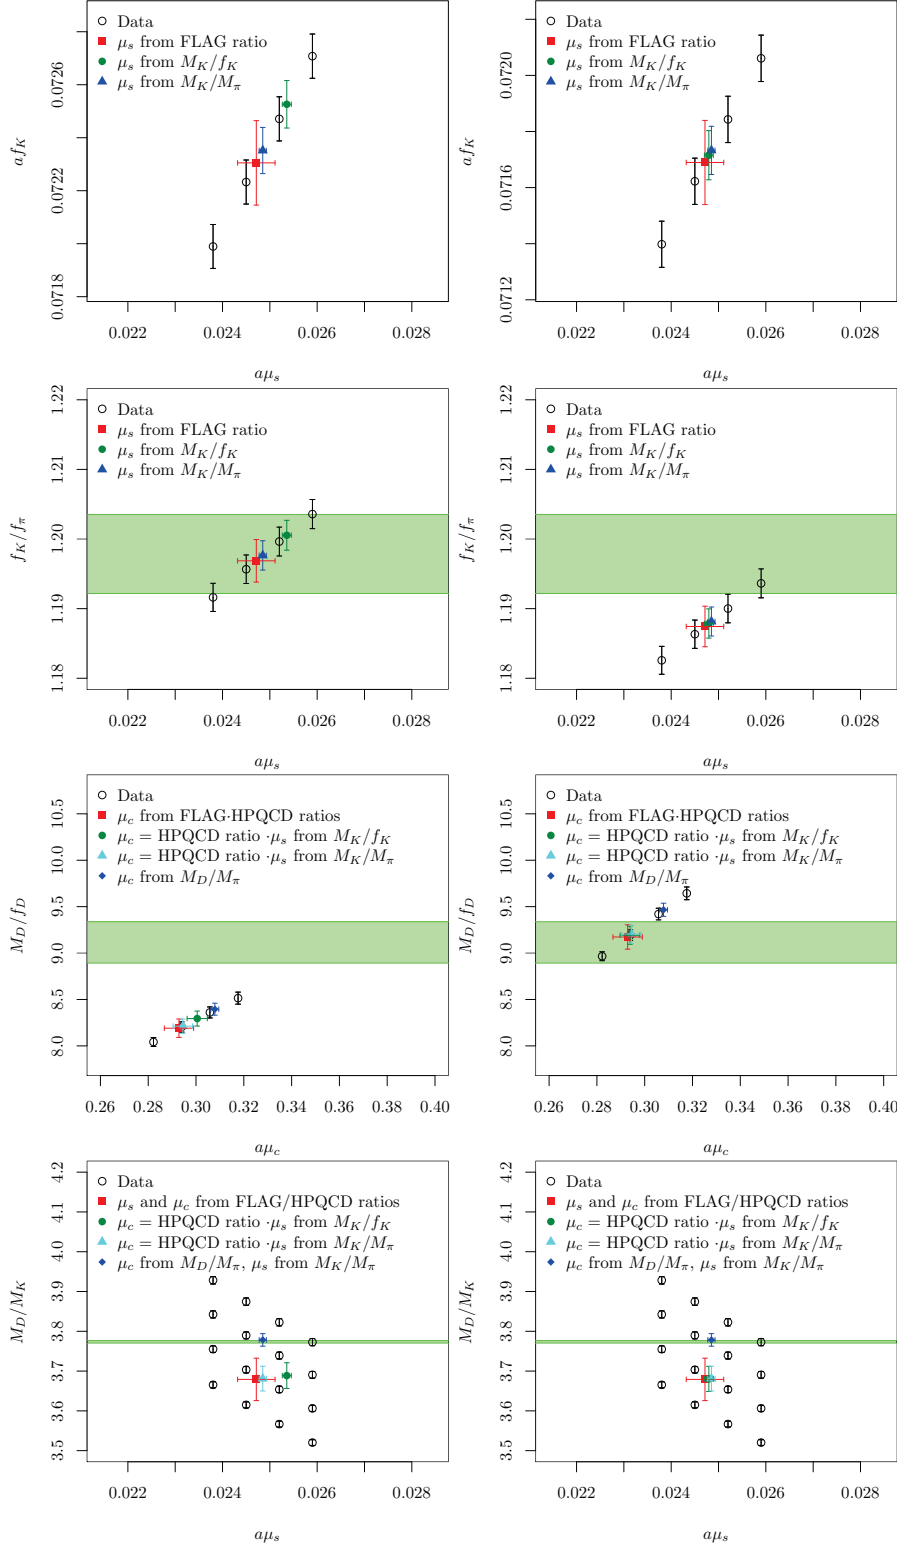 Data
μs from FLAG ratio
μs from MK/fK
μs from MK/Mπ
afK
0.0718 0.0722 0.0726
0.022 0.024 0.026 0.028
aμs
Data
μs from FLAG ratio
μs from MK/fK
μs from MK/Mπ
afK
0.0712 0.0716 0.0720
0.022 0.024 0.026 0.028
aμs
Data
μs from FLAG ratio
μs from MK/fK
μs from MK/Mπ
fK/fπ
1.18 1.19 1.20 1.21 1.22
0.022 0.024 0.026 0.028
aμs
Data
μs from FLAG ratio
μs from MK/fK
μs from MK/Mπ
fK/fπ
1.18 1.19 1.20 1.21 1.22
0.022 0.024 0.026 0.028
aμs
Data
μc from FLAG·HPQCD ratios
μc = HPQCD ratio ·μs from MK/fK
μc = HPQCD ratio ·μs from MK/Mπ
μc from MD/Mπ
MD/fD
8.0 8.5 9.0 9.5 10.0 10.5
0.26 0.28 0.30 0.32 0.34 0.36 0.38 0.40
aμc
Data
μc from FLAG·HPQCD ratios
μc = HPQCD ratio ·μs from MK/fK
μc = HPQCD ratio ·μs from MK/Mπ
μc from MD/Mπ
MD/fD
8.0 8.5 9.0 9.5 10.0 10.5
0.26 0.28 0.30 0.32 0.34 0.36 0.38 0.40
aμc
Data
μs and μc from FLAG/HPQCD ratios
μc = HPQCD ratio ·μs from MK/fK
μc = HPQCD ratio ·μs from MK/Mπ
μc from MD/Mπ, μs from MK/Mπ
MD/MK
3.5 3.6 3.7 3.8 3.9 4.0 4.1 4.2
0.022 0.024 0.026 0.028
aμs
Data
μs and μc from FLAG/HPQCD ratios
μc = HPQCD ratio ·μs from MK/fK
μc = HPQCD ratio ·μs from MK/Mπ
μc from MD/Mπ, μs from MK/Mπ
MD/MK
3.5 3.6 3.7 3.8 3.9 4.0 4.1 4.2
0.022 0.024 0.026 0.028
aμs